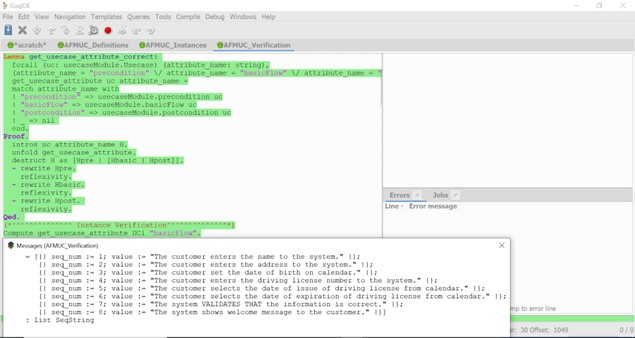 CoqIDE
File Edit View Navigation Templates Queries Tools Compile Debug Windows Help
*scratch* AFMUC_Definitions AFMUC_Instances AFMUC_Verification
Lemma get_usecase_attribute_correct:
forall (uc: usecaseModule.Usecase) (attribute_name: string),
(attribute_name = "precondition" \/ attribute_name = "basicFlow" \/ attribute_name = "
get_usecase_attribute uc attribute_name =
match attribute_name with
| "precondition" => usecaseModule.precondition uc
| "basicFlow" => usecaseModule.basicFlow uc
| "postcondition" => usecaseModule.postcondition uc
| _ => nil
end.
Proof.
intros uc attribute_name H.
unfold get_usecase_attribute.
destruct H as [Hpre | [Hbasic | Hpost]].
- rewrite Hpre.
reflexivity.
- rewrite Hbasic.
reflexivity.
- rewrite Hpost.
reflexivity.
Qed.
Instance Verification
Compute get_usecase_attribute UC1 "basicFlow".
Errors Jobs
Line Error message
Messages (AFMUC_Verification)
= [{| seq_num := 1; value := "The customer enters the name to the system." |};
{| seq_num := 2; value := "The customer enters the address to the system." |};
{| seq_num := 3; value := "The customer set the date of birth on calendar." |};
{| seq_num := 4; value := "The customer enters the driving license number to the system." |};
{| seq_num := 5; value := "The customer selects the date of issue of driving license from calendar." |};
{| seq_num := 6; value := "The customer selects the date of expiration of driving license from calendar." |};
{| seq_num := 7; value := "The system VALIDATES THAT the information is correct." |};
{| seq_num := 8; value := "The system shows welcome message to the customer." |}]
: list SeqString
mp to error line
30 Offset: 1049 0 / 0